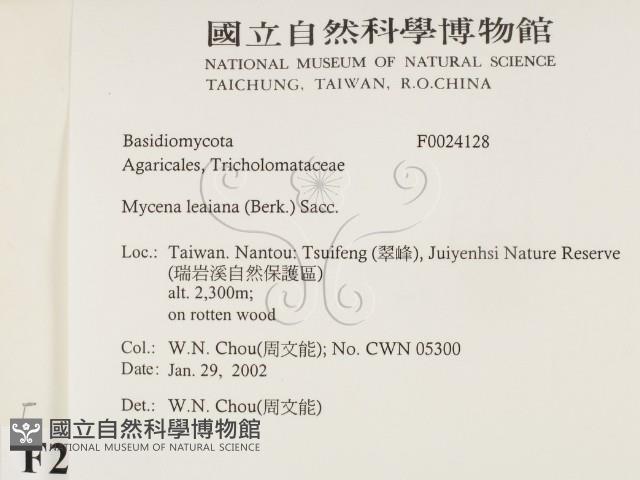 國立自然科學博物館
NATIONAL MUSEUM OF NATURAL SCIENCE
TAICHUNG, TAIWAN, R.O.CHINA
Basidiomycota F0024128
Agaricales, Tricholomataceae
Mycena leaiana (Berk.) Sacc.
Loc.: Taiwan. Nantou: Tsuifeng (翠峰), Juiyenhsi Nature Reserve
(瑞岩溪自然保護區)
alt. 2,300m;
on rotten wood
Col.: W.N. Chou(周文能); No. CWN 05300
Date: Jan. 29, 2002
Det.: W.N. Chou(周文能)
國立自然科學博物館
NATIONAL MUSEUM OF NATURAL SCIENCE
F2